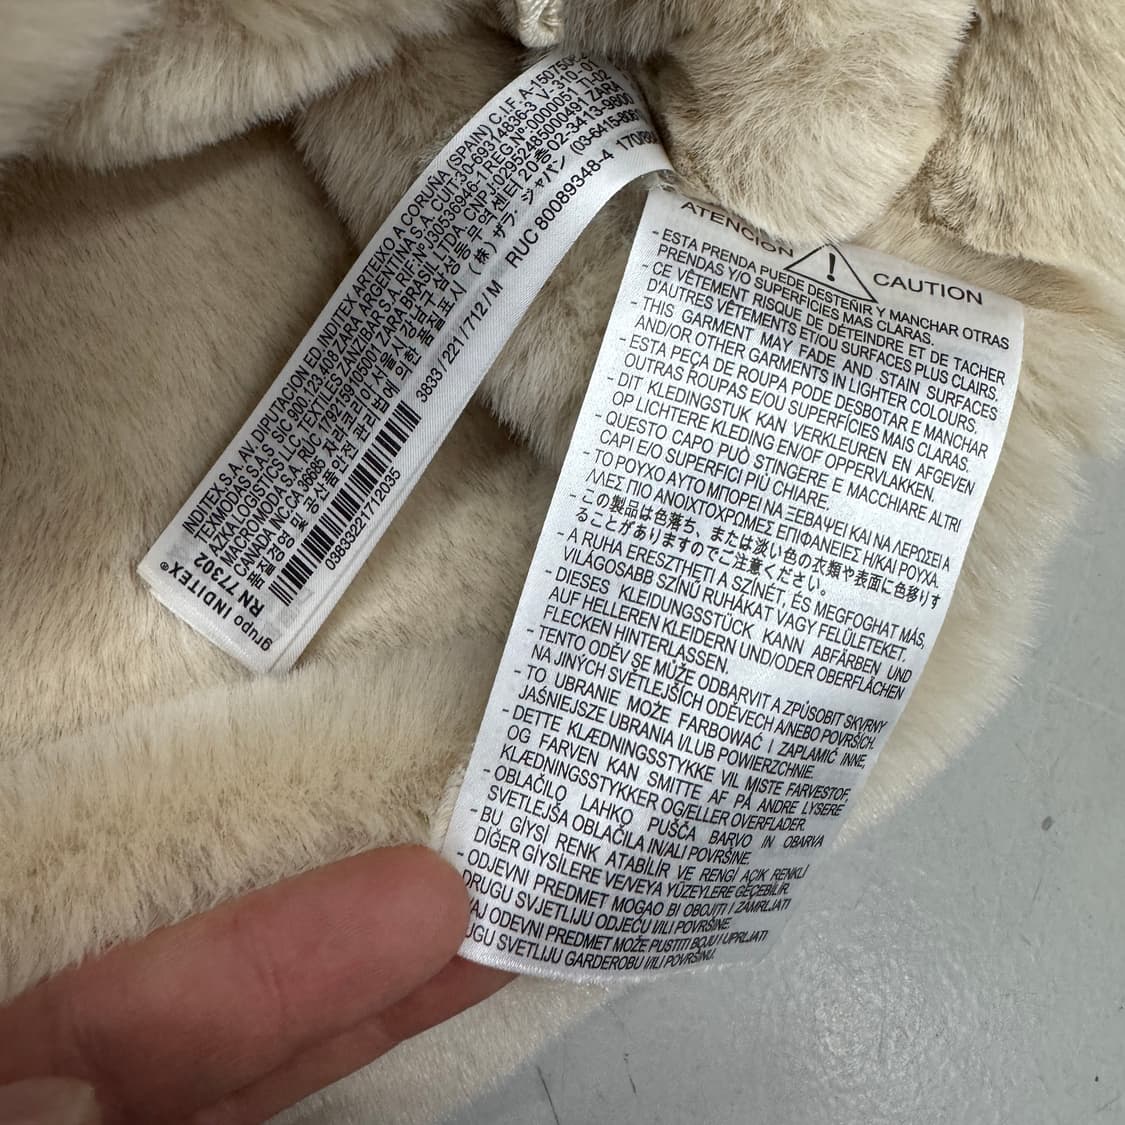 grupo INDITEX®
RN 77302
INDITEX S.A. AV. DIPUTACION ED INDITEX ARTEIXO A CORUÑA (SPAIN) C.I.F. A-15075062
TEXMODAS S.A.S SC 900.723.408 ZARA ARGENTINA S.A. CUIT:30-69314836-3 V-310
AZKA LOGISTICS LLC TEXTILES ZANZIBAR S.A RIF-Nº:J30536946-1REG.Nº:0000051 TI-02
MACROMODA S.A. RUC 1792159105001 ZARA BRASIL LTDA. CNPJ:02952485000491 ZARA
CANADA INC.CA 36685
3833 / 221 / 712 / M
RUC 80089348-4
03833221712035
ATENCIÓN
CAUTION
- ESTA PRENDA PUEDE DESTEÑIR Y MANCHAR OTRAS
PRENDAS Y/O SUPERFICIES MAS CLARAS.
- CE VÊTEMENT RISQUE DE DÉTEINDRE ET DE TACHER
D'AUTRES VÊTEMENTS ET/OU SURFACES PLUS CLAIRS.
- THIS GARMENT MAY FADE AND STAIN SURFACES
AND/OR OTHER GARMENTS IN LIGHTER COLOURS.
- ESTA PEÇA DE ROUPA PODE DESBOTAR E MANCHAR
OUTRAS ROUPAS E/OU SUPERFÍCIES MAIS CLARAS.
- DIT KLEDINGSTUK KAN VERKLEUREN EN AFGEVEN
OP LICHTERE KLEDING EN/OF OPPERVLAKKEN.
- QUESTO CAPO PUÒ STINGERE E MACCHIARE ALTRI
CAPI E/O SUPERFICI PIÙ CHIARE.
- ΤΟ ΡΟΥΧΟ ΑΥΤΟ ΜΠΟΡΕΙ ΝΑ ΞΕΒΑΨΕΙ ΚΑΙ ΝΑ ΛΕΡΩΣΕΙ Α
ΛΛΕΣ ΠΙΟ ΑΝΟΙΧΤΟΧΡΩΜΕΣ ΕΠΙΦΑΝΕΙΕΣ Η/ΚΑΙ ΡΟΥΧΑ.
- この製品は色落ち、または淡い色の衣類や表面に色移りす
ることがありますのでご注意ください。
- A RUHA ERESZTHETI A SZÍNÉT, ÉS MEGFOGHAT MÁS,
VILÁGOSABB SZÍNŰ RUHÁKAT VAGY FELÜLETEKET.
- DIESES KLEIDUNGSSTÜCK KANN ABFÄRBEN UND
AUF HELLEREN KLEIDERN UND/ODER OBERFLÄCHEN
FLECKEN HINTERLASSEN.
- TENTO ODĚV SE MŮŽE ODBARVIT A ZPŮSOBIT SKVRNY
NA JINÝCH SVĚTLEJŠÍCH ODĚVECH A/NEBO POVRŠÍCH.
- TO UBRANIE MOŻE FARBOWAĆ I ZAPLAMIĆ INNE,
JAŚNIEJSZE UBRANIA I/LUB POWIERZCHNIE.
- DETTE KLÆDNINGSSTYKKE VIL MISTE FARVESTOF,
OG FARVEN KAN SMITTE AF PÅ ANDRE LYSERE
KLÆDNINGSSTYKKER OG/ELLER OVERFLADER.
- OBLAČILO LAHKO PUŠČA BARVO IN OBARVA
SVETLEJŠA OBLAČILA IN/ALI POVRŠINE.
- BU GİYSİ RENK ATABİLİR VE RENGİ AÇIK RENKLİ
DİĞER GİYSİLERE VE/VEYA YÜZEYLERE GEÇEBİLİR.
- ODJEVNI PREDMET MOGAO BI OBOJITI I ZAMRLJATI
DRUGU SVJETLIJU ODJEĆU I/ILI POVRŠINE.
ODEVNI PREDMET MOŽE PUSTITI BOJU I UPRLJATI
SVETLIJU GARDEROBU I/ILI POVRŠINU.